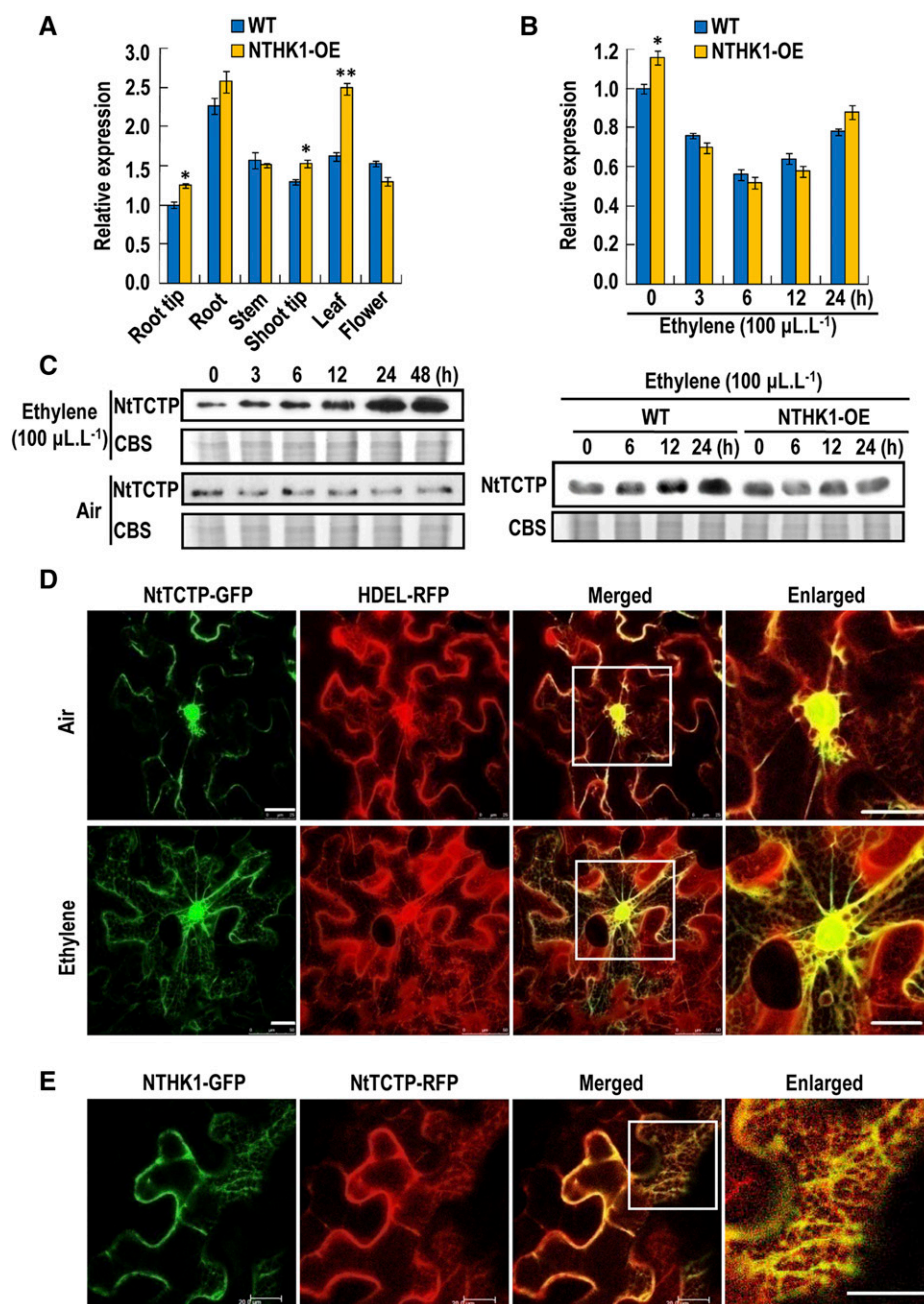 A
WT
NTHK1-OE
Relative expression
3.0
2.5
2.0
1.5
1.0
0.5
0.0
*
*
**
Root tip
Root
Stem
Shoot tip
Leaf
Flower
B
WT
NTHK1-OE
Relative expression
1.2
1.0
0.8
0.6
0.4
0.2
0.0
*
0 3 6 12 24 (h)
Ethylene (100 µL.L-1)
C
0 3 6 12 24 48 (h)
Ethylene
(100 µL.L-1)
NtTCTP
CBS
Air
NtTCTP
CBS
Ethylene (100 µL.L-1)
WT NTHK1-OE
0 6 12 24 (h) 0 6 12 24 (h)
NtTCTP
CBS
D
NtTCTP-GFP HDEL-RFP Merged Enlarged
Air
Ethylene
E
NTHK1-GFP NtTCTP-RFP Merged Enlarged
20.0 µm